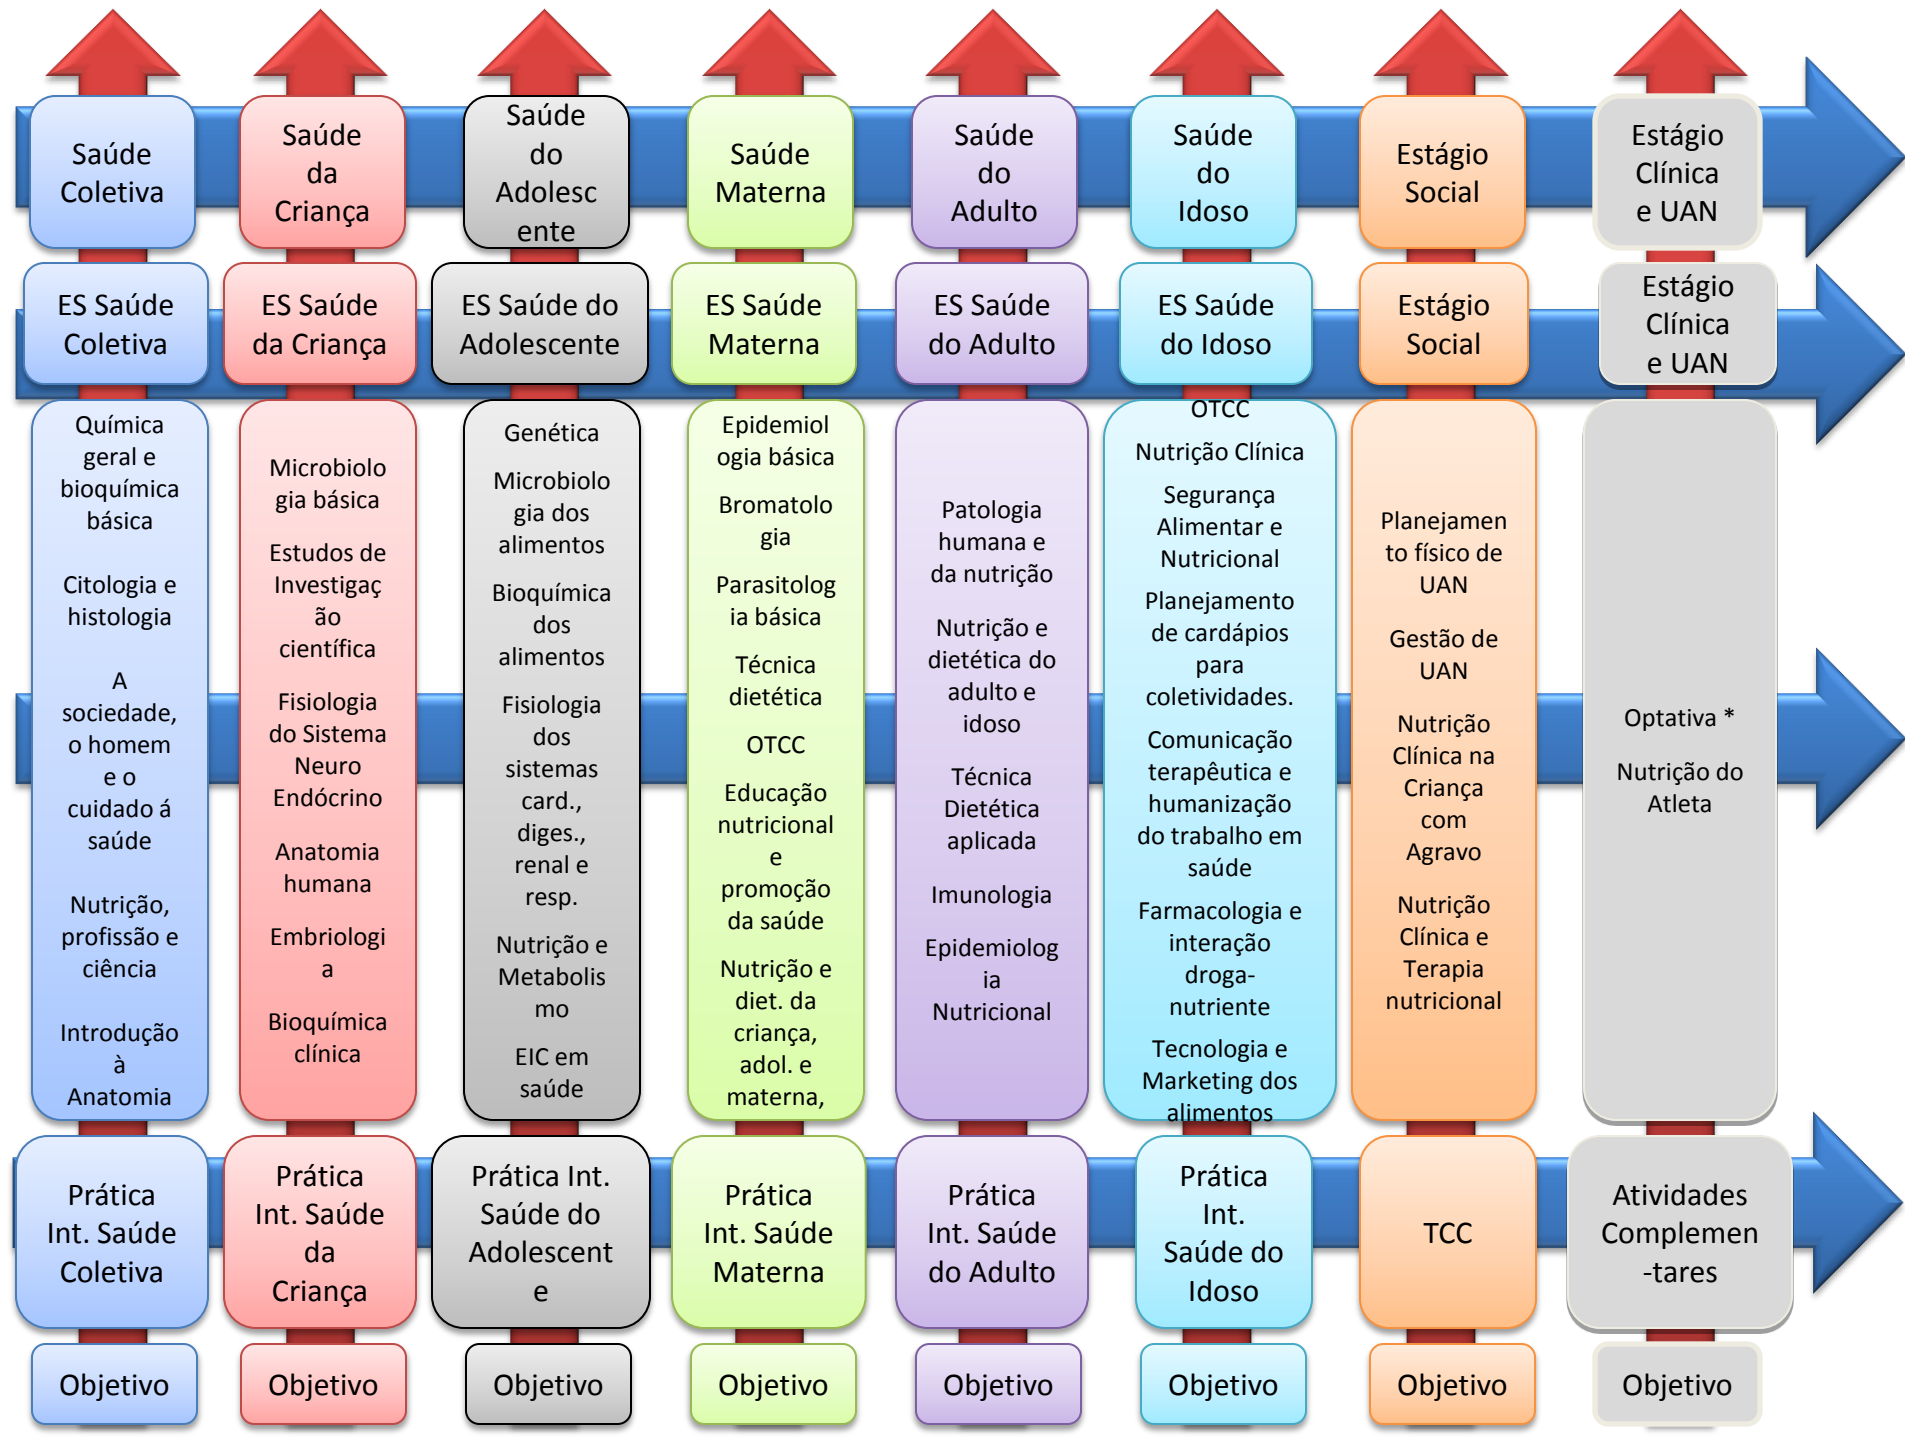 Saúde
Coletiva
Saúde
da
Criança
Saúde
do
Adolesc
ente
Saúde
Materna
Saúde
do
Adulto
Saúde
do
Idoso
Estágio
Social
Estágio
Clínica
e UAN
ES Saúde
Coletiva
ES Saúde
da Criança
ES Saúde do
Adolescente
ES Saúde
Materna
ES Saúde
do Adulto
ES Saúde
do Idoso
Estágio
Social
Estágio
Clínica
e UAN
Química
geral e
bioquímica
básica
Citologia e
histologia
A
sociedade,
o homem
e o
cuidado á
saúde
Nutrição,
profissão e
ciência
Introdução
à
Anatomia
Microbiolo
gia básica
Estudos de
Investigaç
ão
científica
Fisiologia
do Sistema
Neuro
Endócrino
Anatomia
humana
Embriologi
a
Bioquímica
clínica
Genética
Microbiolo
gia dos
alimentos
Bioquímica
dos
alimentos
Fisiologia
dos
sistemas
card.,
diges.,
renal e
resp.
Nutrição e
Metabolis
mo
EIC em
saúde
Epidemiol
ogia básica
Bromatolo
gia
Parasitolog
ia básica
Técnica
dietética
OTCC
Educação
nutricional
e
promoção
da saúde
Nutrição e
diet. da
criança,
adol. e
materna,
Patologia
humana e
da nutrição
Nutrição e
dietética do
adulto e
idoso
Técnica
Dietética
aplicada
Imunologia
Epidemiolog
ia
Nutricional
OTCC
Nutrição Clínica
Segurança
Alimentar e
Nutricional
Planejamento
de cardápios
para
coletividades.
Comunicação
terapêutica e
humanização
do trabalho em
saúde
Farmacologia e
interação
droga-
nutriente
Tecnologia e
Marketing dos
alimentos
Planejamen
to físico de
UAN
Gestão de
UAN
Nutrição
Clínica na
Criança
com
Agravo
Nutrição
Clínica e
Terapia
nutricional
Optativa *
Nutrição do
Atleta
Prática
Int. Saúde
Coletiva
Prática
Int. Saúde
da
Criança
Prática Int.
Saúde do
Adolescent
e
Prática
Int. Saúde
Materna
Prática
Int. Saúde
do Adulto
Prática
Int.
Saúde do
Idoso
TCC
Atividades
Complemen
-tares
Objetivo
Objetivo
Objetivo
Objetivo
Objetivo
Objetivo
Objetivo
Objetivo